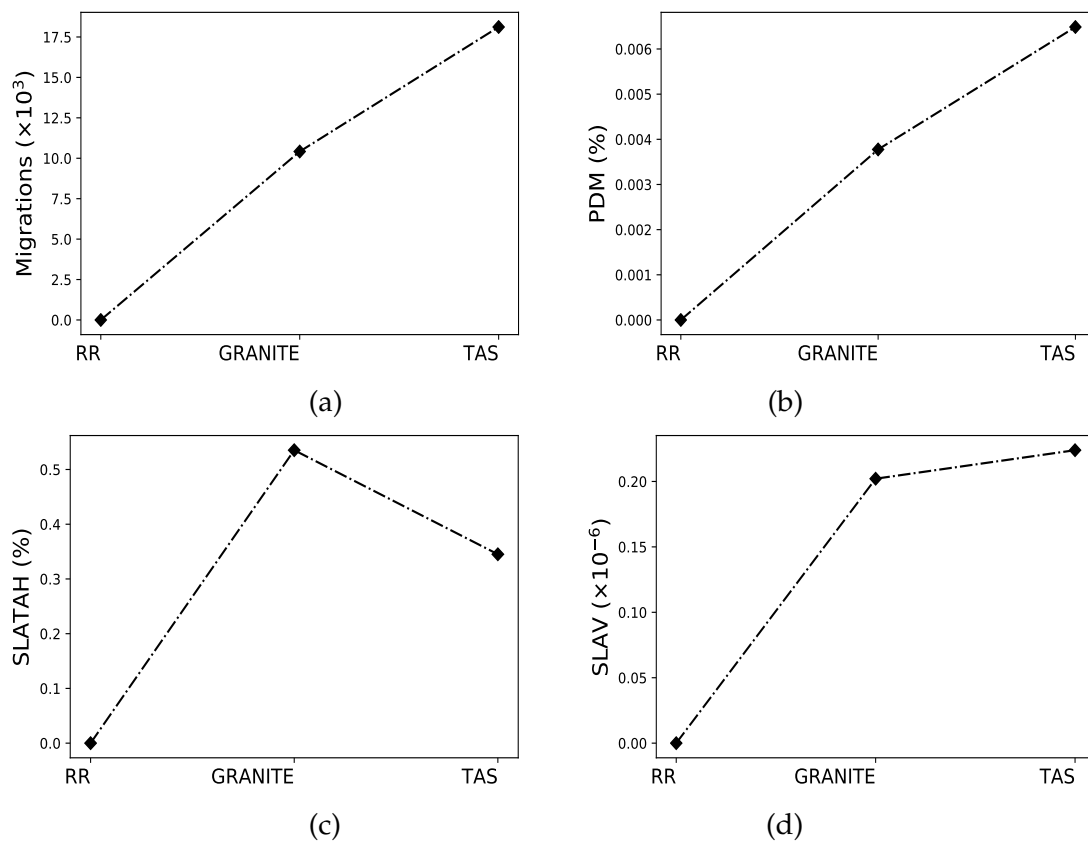 Migrations (×10³)
17.5
15.0
12.5
10.0
7.5
5.0
2.5
0.0
RR GRANITE TAS
(a)
PDM (%)
0.006
0.005
0.004
0.003
0.002
0.001
0.000
RR GRANITE TAS
(b)
SLATAH (%)
0.5
0.4
0.3
0.2
0.1
0.0
RR GRANITE TAS
(c)
SLAV (×10⁻⁶)
0.20
0.15
0.10
0.05
0.00
RR GRANITE TAS
(d)